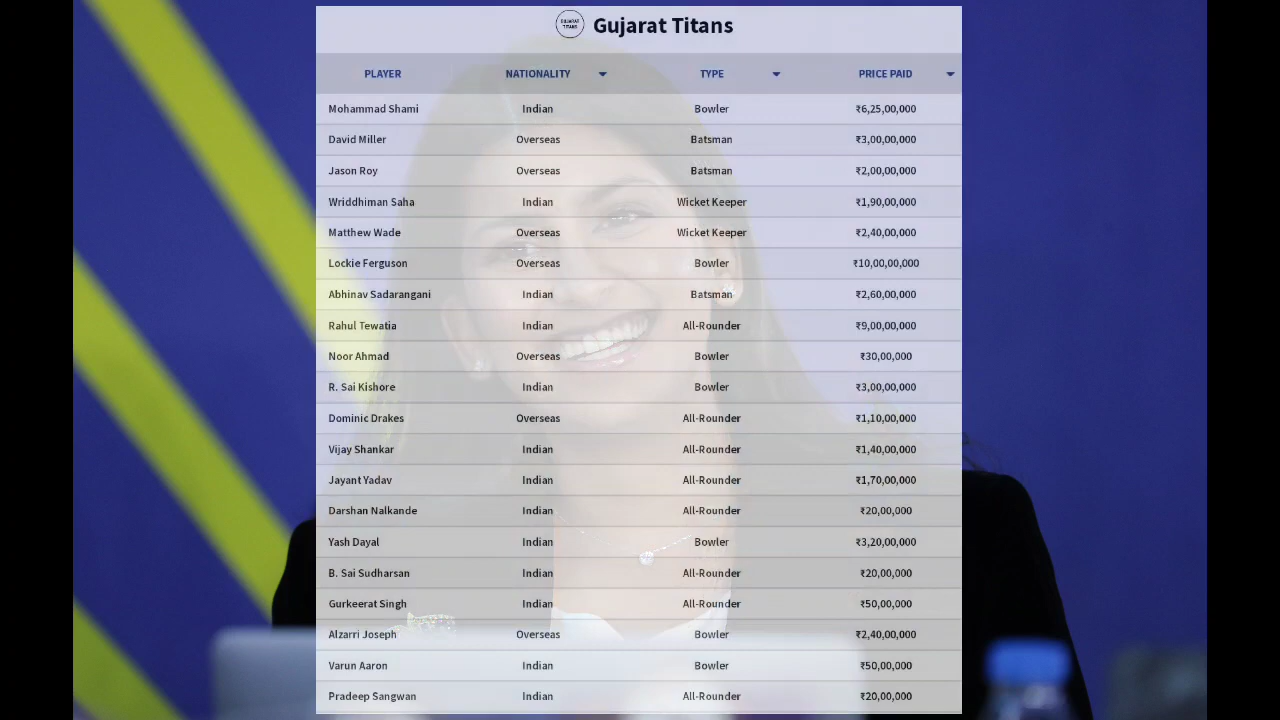 GUJARAT TITANS Gujarat Titans
PLAYER NATIONALITY TYPE PRICE PAID
Mohammad Shami Indian Bowler ₹6,25,00,000
David Miller Overseas Batsman ₹3,00,00,000
Jason Roy Overseas Batsman ₹2,00,00,000
Wriddhiman Saha Indian Wicket Keeper ₹1,90,00,000
Matthew Wade Overseas Wicket Keeper ₹2,40,00,000
Lockie Ferguson Overseas Bowler ₹10,00,00,000
Abhinav Sadarangani Indian Batsman ₹2,60,00,000
Rahul Tewatia Indian All-Rounder ₹9,00,00,000
Noor Ahmad Overseas Bowler ₹30,00,000
R. Sai Kishore Indian Bowler ₹3,00,00,000
Dominic Drakes Overseas All-Rounder ₹1,10,00,000
Vijay Shankar Indian All-Rounder ₹1,40,00,000
Jayant Yadav Indian All-Rounder ₹1,70,00,000
Darshan Nalkande Indian All-Rounder ₹20,00,000
Yash Dayal Indian Bowler ₹3,20,00,000
B. Sai Sudharsan Indian All-Rounder ₹20,00,000
Gurkeerat Singh Indian All-Rounder ₹50,00,000
Alzarri Joseph Overseas Bowler ₹2,40,00,000
Varun Aaron Indian Bowler ₹50,00,000
Pradeep Sangwan Indian All-Rounder ₹20,00,000